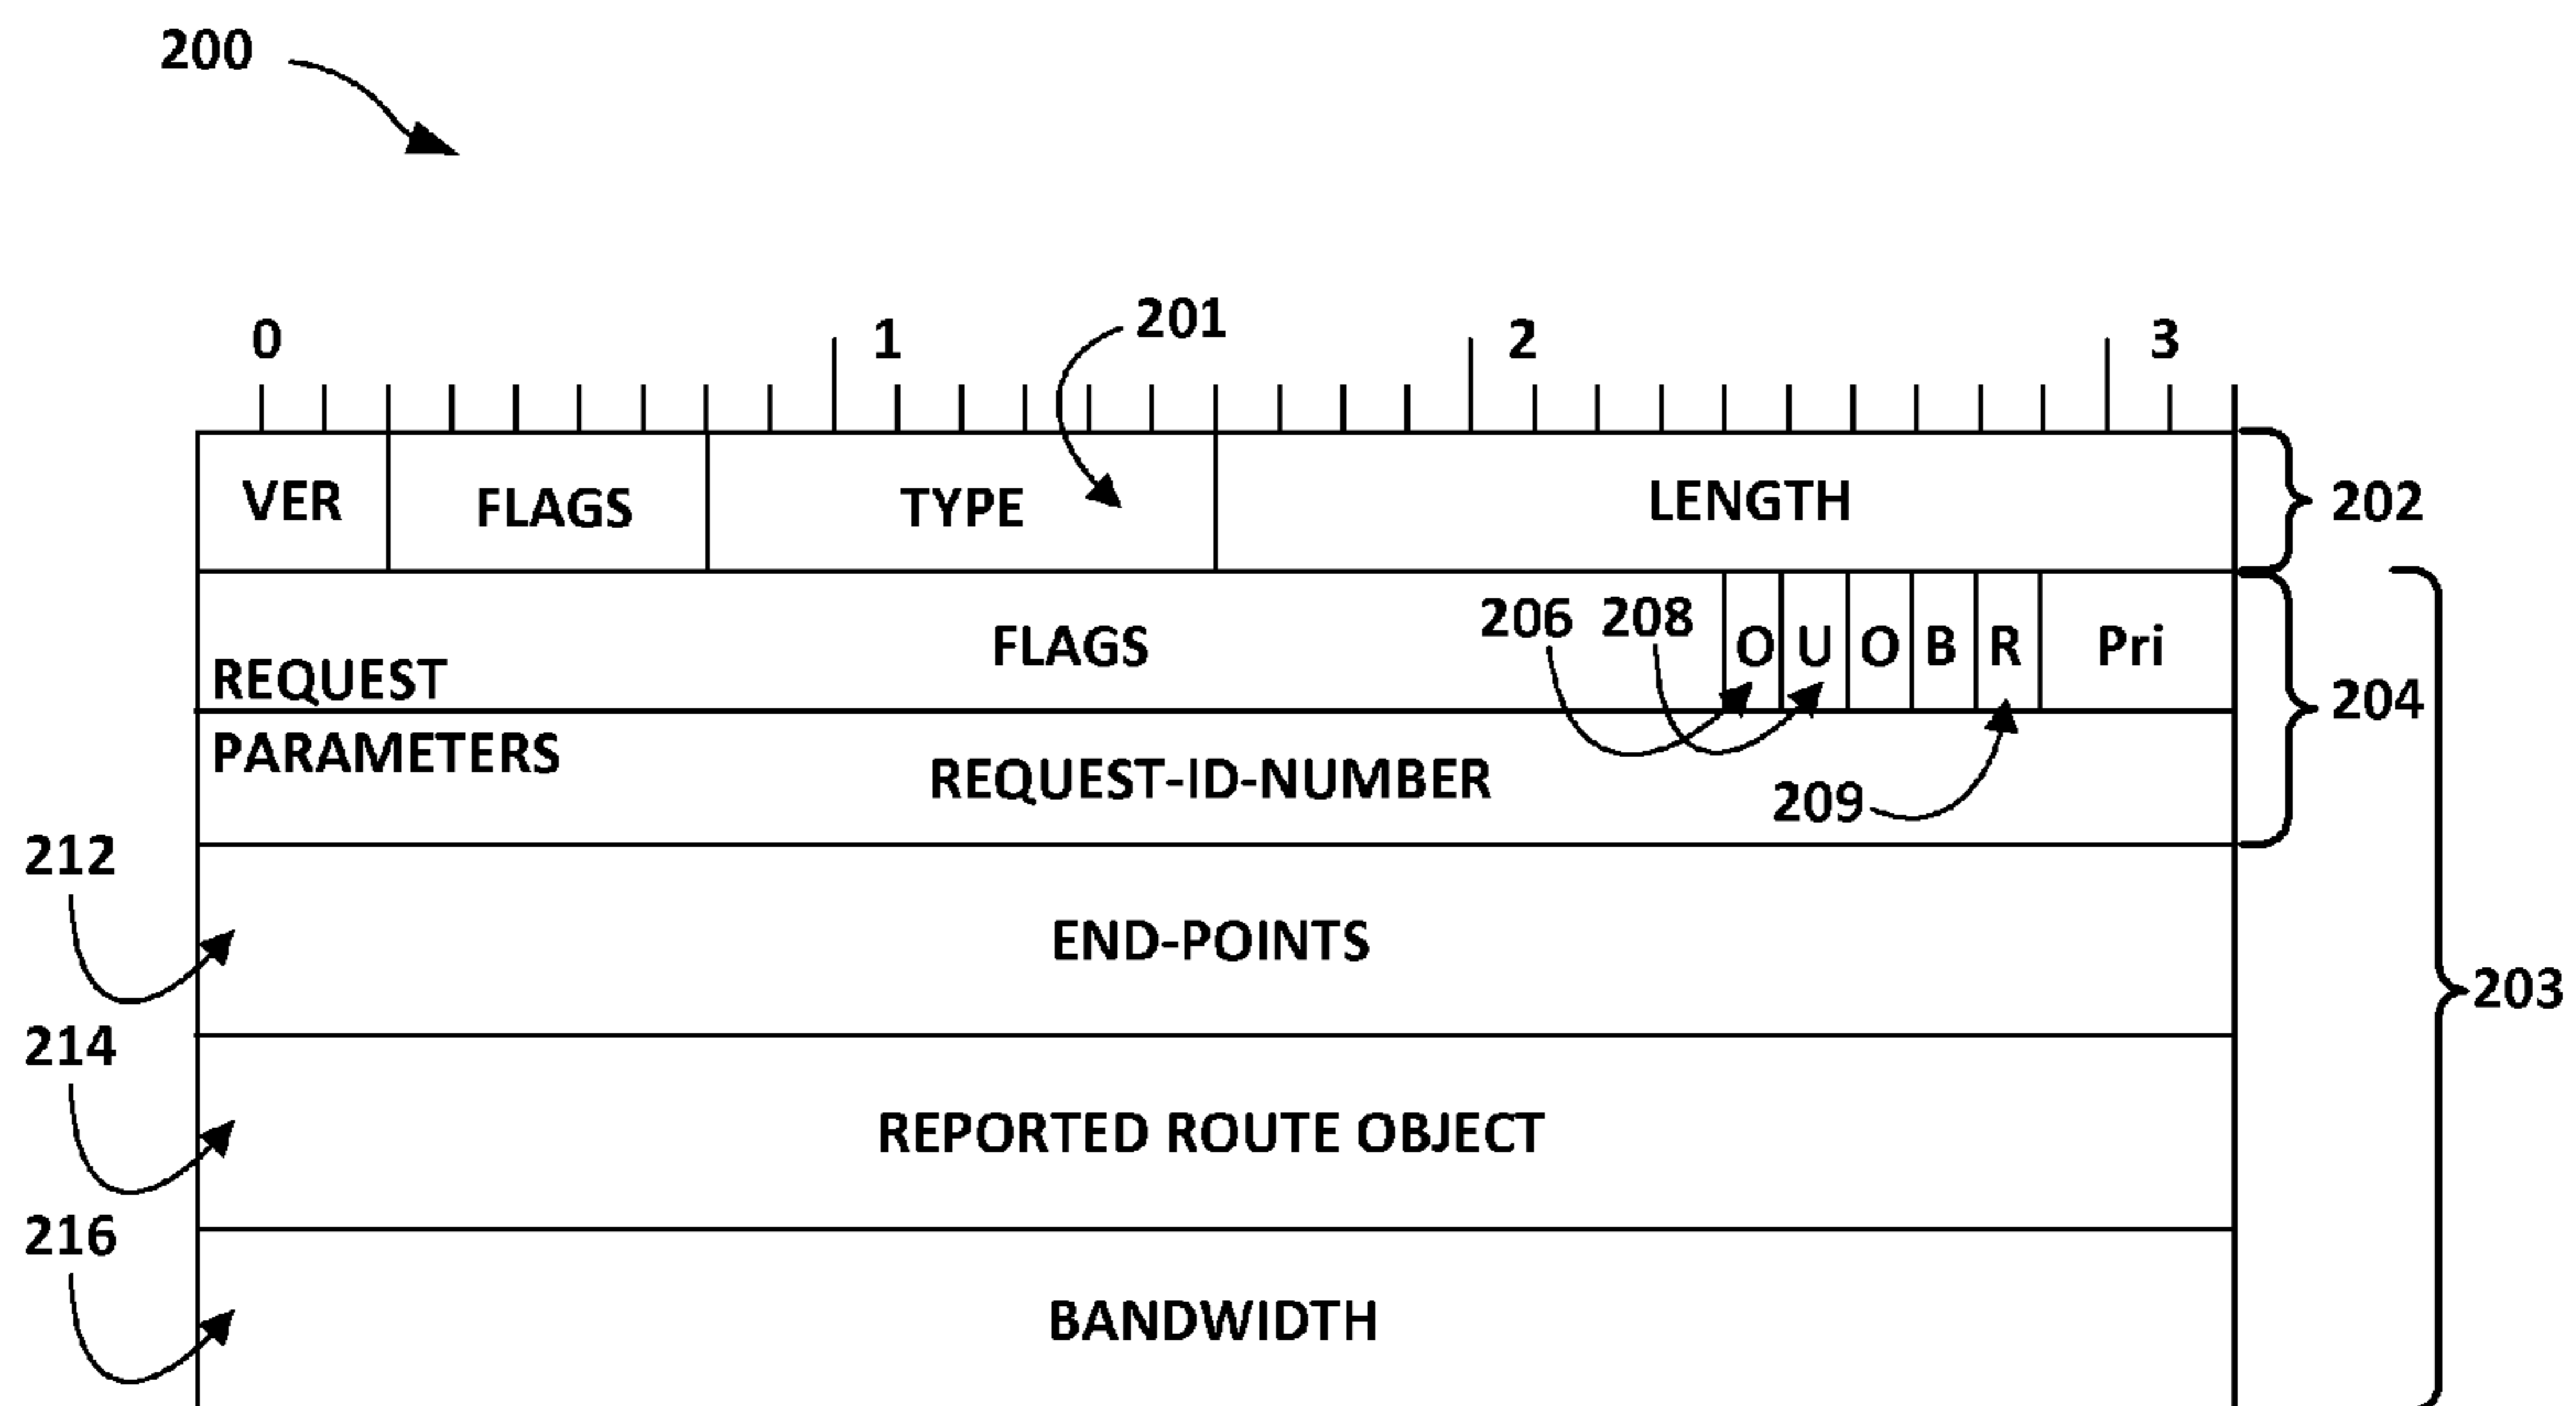 200
201
0 1 2 3
VER FLAGS TYPE LENGTH 202
206 208
FLAGS O U O B R Pri
REQUEST
204
PARAMETERS
REQUEST-ID-NUMBER
209
212
END-POINTS
203
214
REPORTED ROUTE OBJECT
216
BANDWIDTH